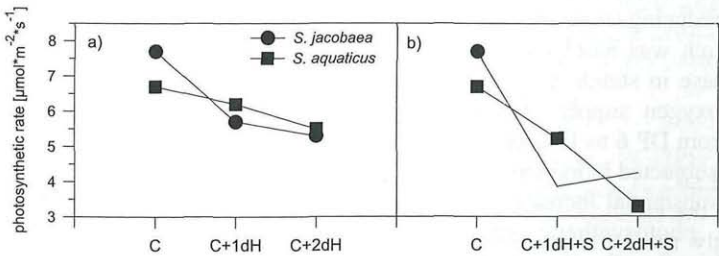 photosynthetic rate [µmol*m⁻²*s⁻¹]
8
7
6
5
4
3
a)
S. jacobaea
S. aquaticus
b)
C
C+1dH
C+2dH
C
C+1dH+S
C+2dH+S